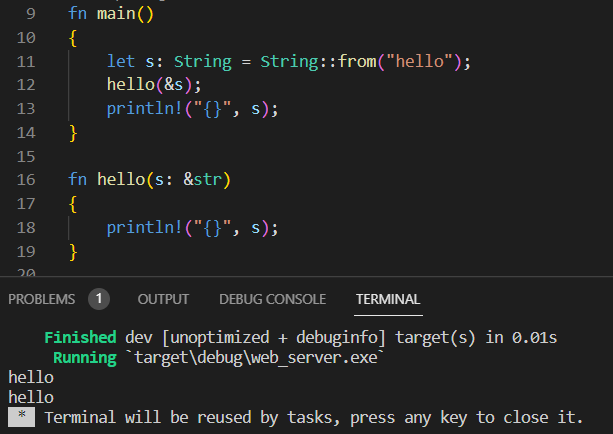 9 fn main()
10 {
11     let s: String = String::from("hello");
12     hello(&s);
13     println!("{}", s);
14 }
15
16 fn hello(s: &str)
17 {
18     println!("{}", s);
19 }
20
PROBLEMS 1 OUTPUT DEBUG CONSOLE TERMINAL
    Finished dev [unoptimized + debuginfo] target(s) in 0.01s
     Running `target\debug\web_server.exe`
hello
hello
 *  Terminal will be reused by tasks, press any key to close it.